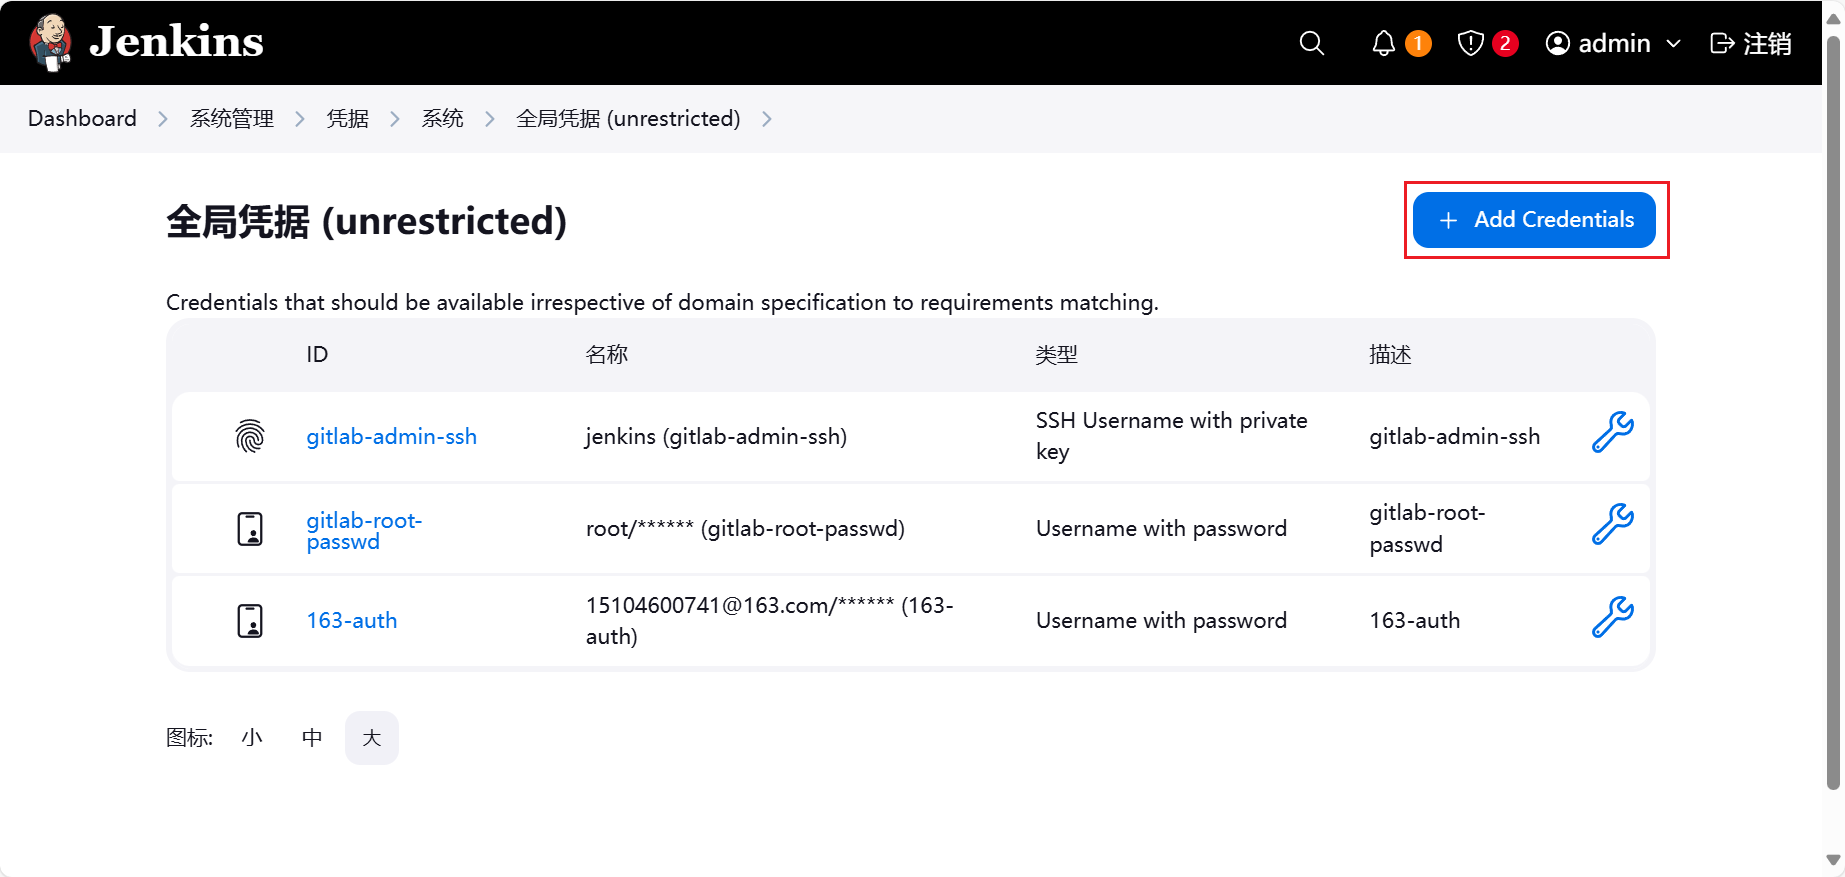 Jenkins
1
2
admin
注销
Dashboard
系统管理
凭据
系统
全局凭据 (unrestricted)
全局凭据 (unrestricted)
Add Credentials
Credentials that should be available irrespective of domain specification to requirements matching.
ID
名称
类型
描述
gitlab-admin-ssh
jenkins (gitlab-admin-ssh)
SSH Username with private
key
gitlab-admin-ssh
gitlab-root-
passwd
root/****** (gitlab-root-passwd)
Username with password
gitlab-root-
passwd
163-auth
15104600741@163.com/****** (163-
auth)
Username with password
163-auth
图标:
小
中
大